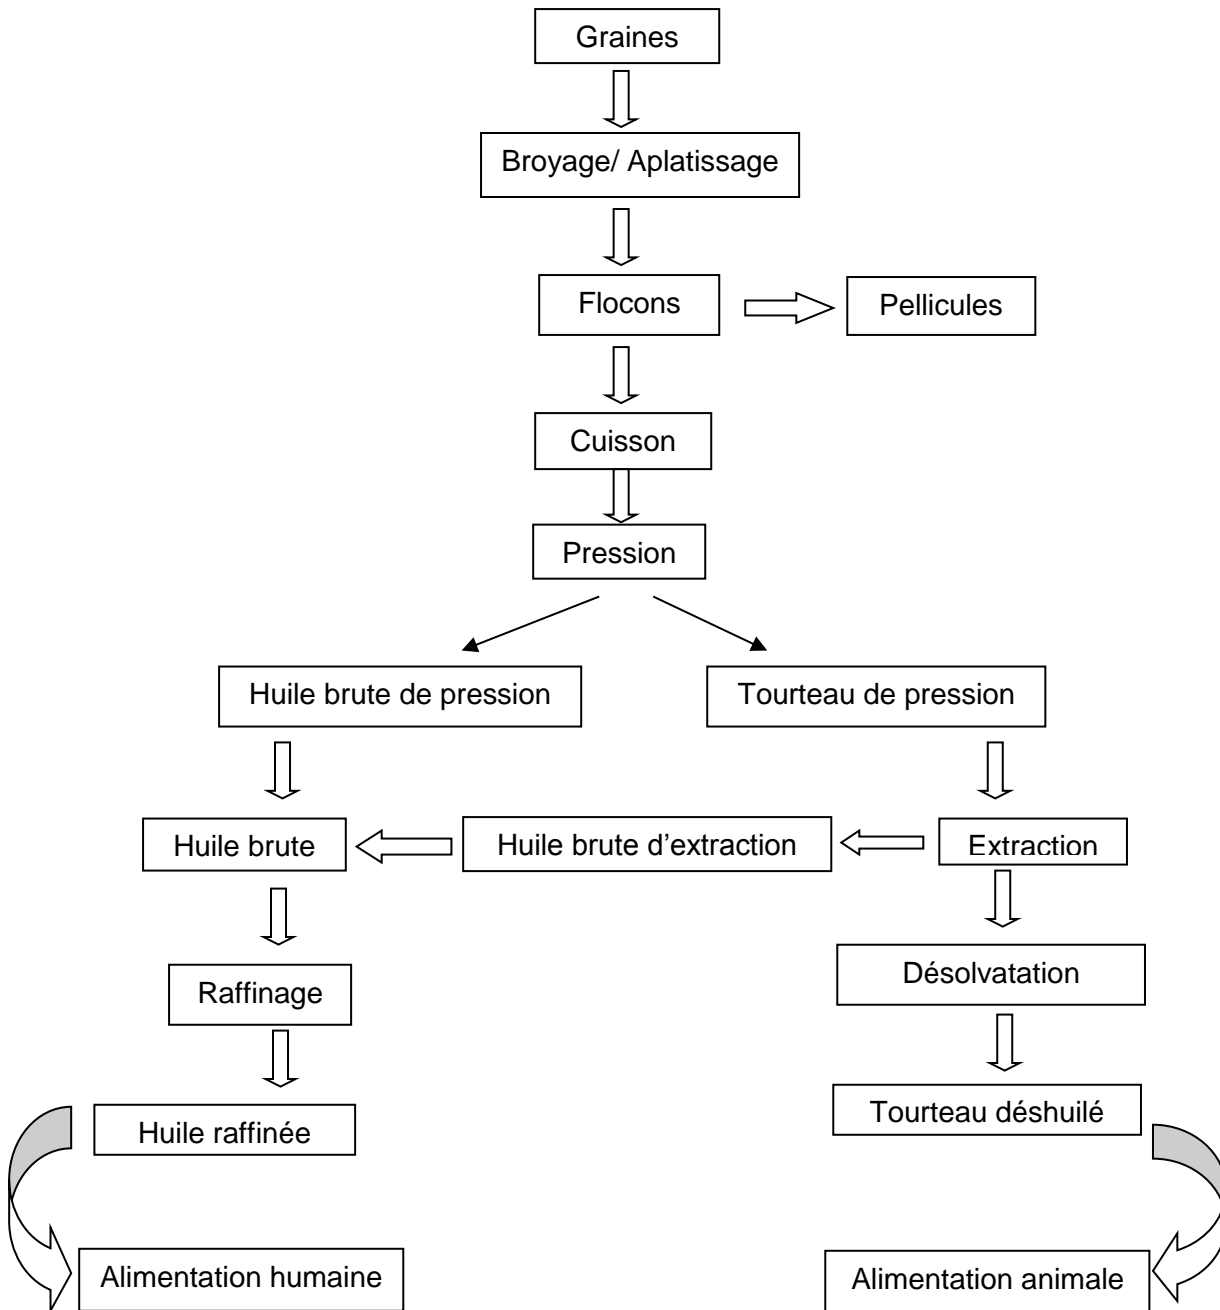 Graines
Broyage/ Aplatissage
Flocons
Pellicules
Cuisson
Pression
Huile brute de pression
Tourteau de pression
Huile brute
Huile brute d’extraction
Extraction
Raffinage
Désolvatation
Huile raffinée
Tourteau déshuilé
Alimentation humaine
Alimentation animale